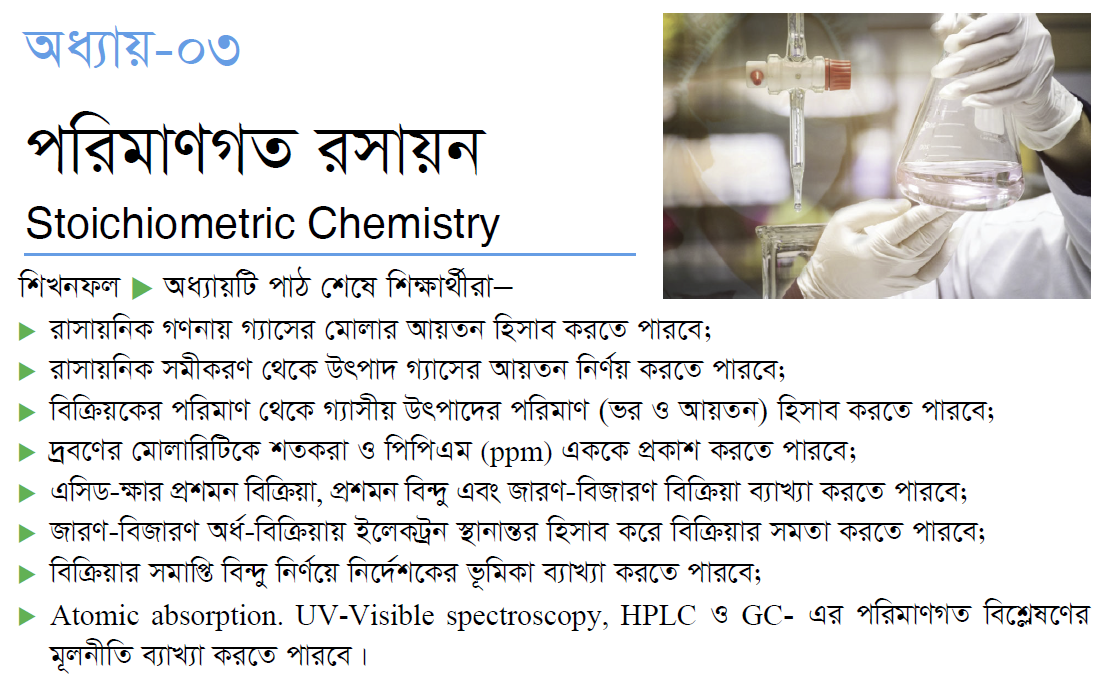 অধ্যায়-০৩
পরিমাণগত রসায়ন
Stoichiometric Chemistry
শিখনফল ▶ অধ্যায়টি পাঠ শেষে শিক্ষার্থীরা–
▶ রাসায়নিক গণনায় গ্যাসের মোলার আয়তন হিসাব করতে পারবে;
▶ রাসায়নিক সমীকরণ থেকে উৎপাদ গ্যাসের আয়তন নির্ণয় করতে পারবে;
▶ বিক্রিয়কের পরিমাণ থেকে গ্যাসীয় উৎপাদের পরিমাণ (ভর ও আয়তন) হিসাব করতে পারবে;
▶ দ্রবণের মোলারিটিকে শতকরা ও পিপিএম (ppm) এককে প্রকাশ করতে পারবে;
▶ এসিড-ক্ষার প্রশমন বিক্রিয়া, প্রশমন বিন্দু এবং জারণ-বিজারণ বিক্রিয়া ব্যাখ্যা করতে পারবে;
▶ জারণ-বিজারণ অর্ধ-বিক্রিয়ায় ইলেকট্রন স্থানান্তর হিসাব করে বিক্রিয়ার সমতা করতে পারবে;
▶ বিক্রিয়ার সমাপ্তি বিন্দু নির্ণয়ে নির্দেশকের ভূমিকা ব্যাখ্যা করতে পারবে;
▶ Atomic absorption. UV-Visible spectroscopy, HPLC ও GC- এর পরিমাণগত বিশ্লেষণের
মূলনীতি ব্যাখ্যা করতে পারবে।